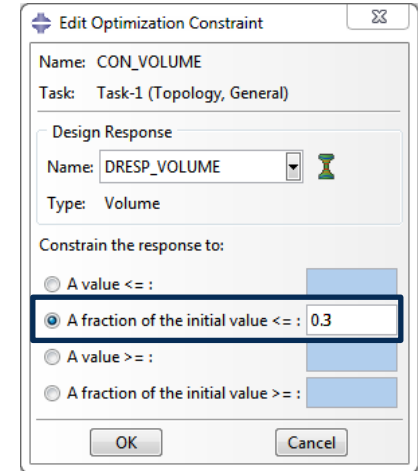 Edit Optimization Constraint
Name: CON_VOLUME
Task: Task-1 (Topology, General)
Design Response
Name: DRESP_VOLUME
Type: Volume
Constrain the response to:
A value <= :
A fraction of the initial value <= : 0.3
A value >= :
A fraction of the initial value >= :
OK Cancel